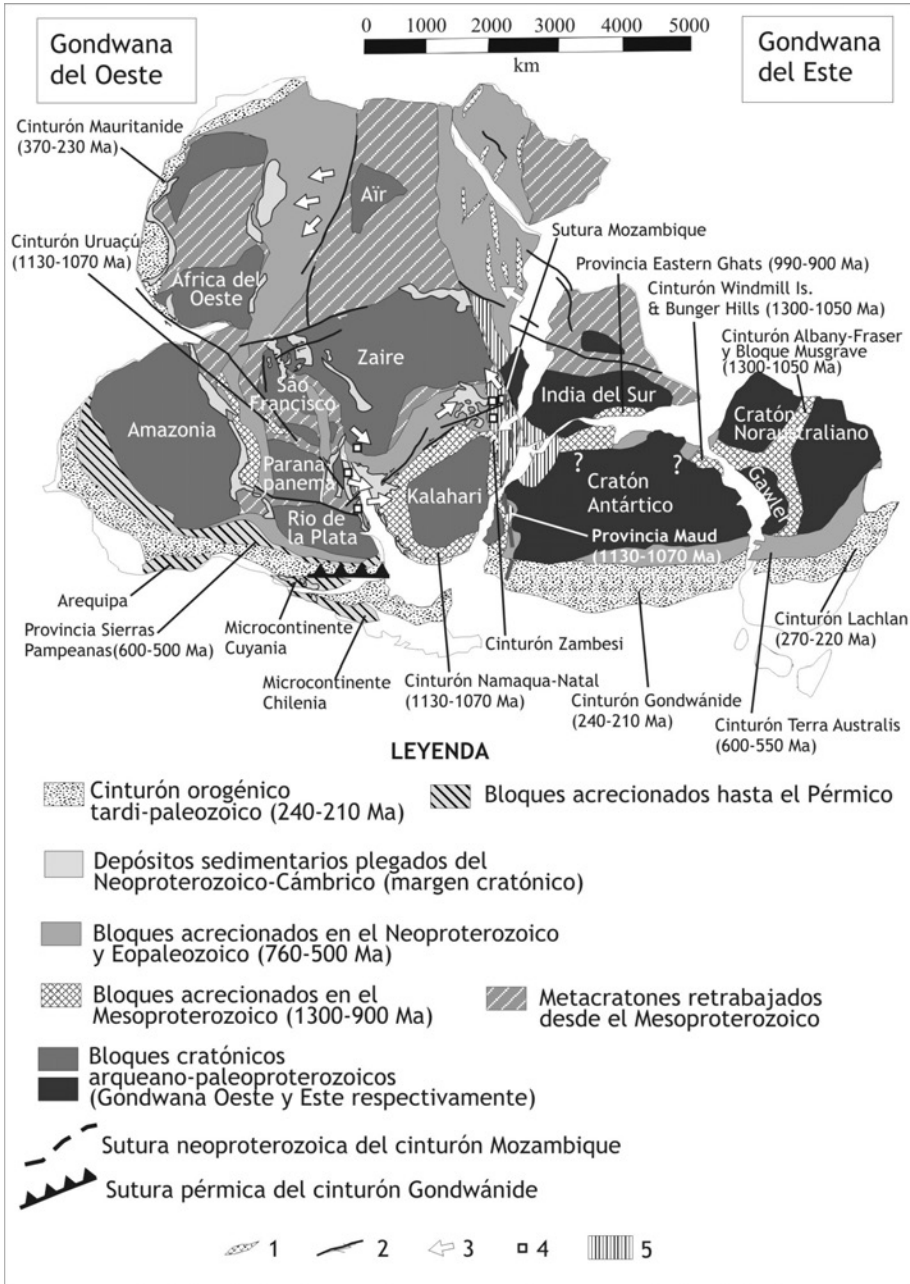 Gondwana
del Oeste
0 1000 2000 3000 4000 5000
km
Gondwana
del Este
Cinturón Mauritanide
(370-230 Ma)
Aïr
Cinturón Uruaçú
(1130-1070 Ma)
Sutura Mozambique
Provincia Eastern Ghats (990-900 Ma)
Cinturón Windmill Is.
& Bunger Hills (1300-1050 Ma)
África del
Oeste
Cinturón Albany-Fraser
y Bloque Musgrave
(1300-1050 Ma)
Zaire
São
Francisco
India del Sur
Amazonia
Cratón
Noraustraliano
Parana
panema
Kalahari
? ?
Cratón
Antártico
Gawler
Rio de
la Plata
Provincia Maud
(1130-1070 Ma)
Arequipa
Provincia Sierras
Pampeanas(600-500 Ma)
Microcontinente
Cuyania
Cinturón Zambesi
Cinturón Lachlan
(270-220 Ma)
Microcontinente
Chilenia
Cinturón Namaqua-Natal
(1130-1070 Ma)
Cinturón Gondwánide
(240-210 Ma)
Cinturón Terra Australis
(600-550 Ma)
LEYENDA
Cinturón orogénico
tardi-paleozoico (240-210 Ma)
Bloques acrecionados hasta el Pérmico
Depósitos sedimentarios plegados del
Neoproterozoico-Cámbrico (margen cratónico)
Bloques acrecionados en el Neoproterozoico
y Eopaleozoico (760-500 Ma)
Bloques acrecionados en el
Mesoproterozoico (1300-900 Ma)
Metacratones retrabajados
desde el Mesoproterozoico
Bloques cratónicos
arqueano-paleoproterozoicos
(Gondwana Oeste y Este respectivamente)
Sutura neoproterozoica del cinturón Mozambique
Sutura pérmica del cinturón Gondwánide
1 2 3 4 5